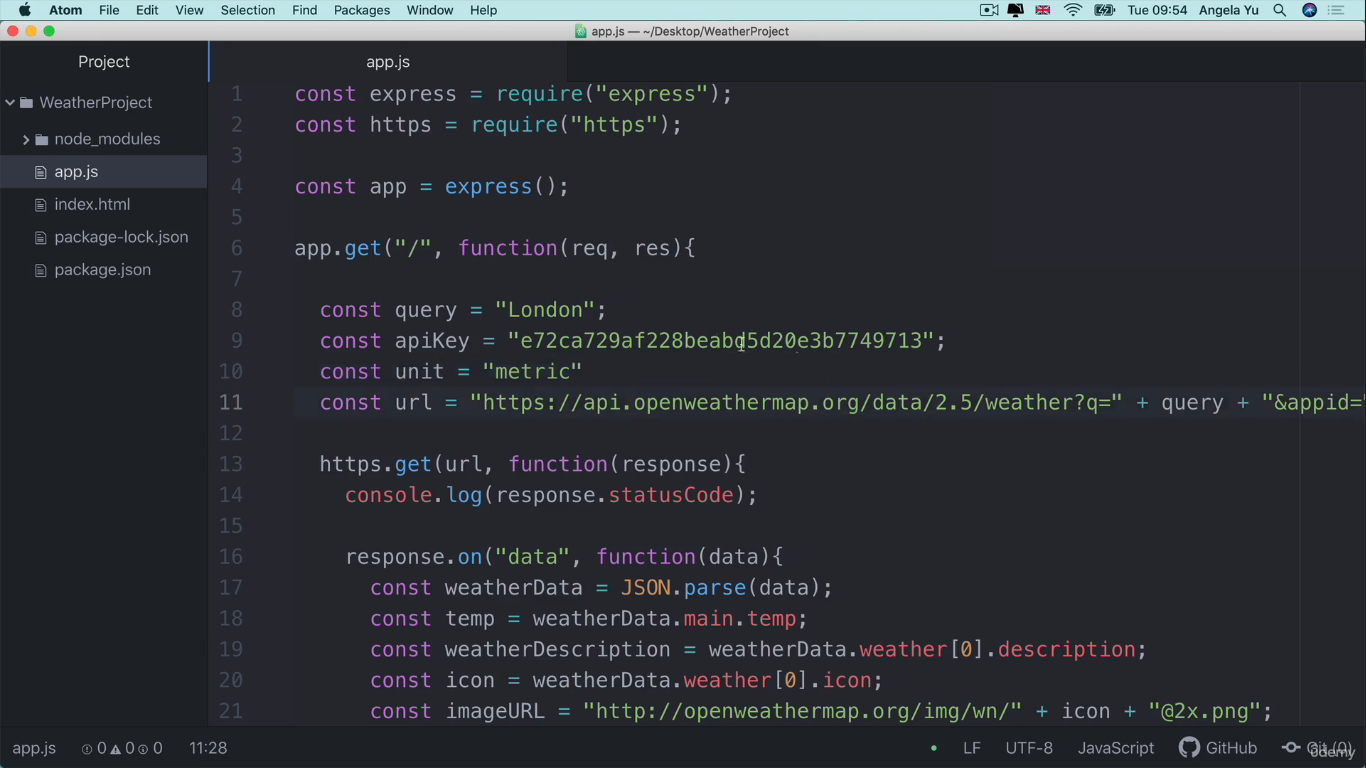 Atom File Edit View Selection Find Packages Window Help Tue 09:54 Angela Yu
app.js — ~/Desktop/WeatherProject
Project
app.js
WeatherProject
node_modules
app.js
index.html
package-lock.json
package.json
1 const express = require("express");
2 const https = require("https");
3
4 const app = express();
5
6 app.get("/", function(req, res){
7
8 const query = "London";
9 const apiKey = "e72ca729af228beabd5d20e3b7749713";
10 const unit = "metric"
11 const url = "https://api.openweathermap.org/data/2.5/weather?q=" + query + "&appid="
12
13 https.get(url, function(response){
14 console.log(response.statusCode);
15
16 response.on("data", function(data){
17 const weatherData = JSON.parse(data);
18 const temp = weatherData.main.temp;
19 const weatherDescription = weatherData.weather[0].description;
20 const icon = weatherData.weather[0].icon;
21 const imageURL = "http://openweathermap.org/img/wn/" + icon + "@2x.png";
app.js 0 0 0 11:28 LF UTF-8 JavaScript GitHub Git (0)
udemy